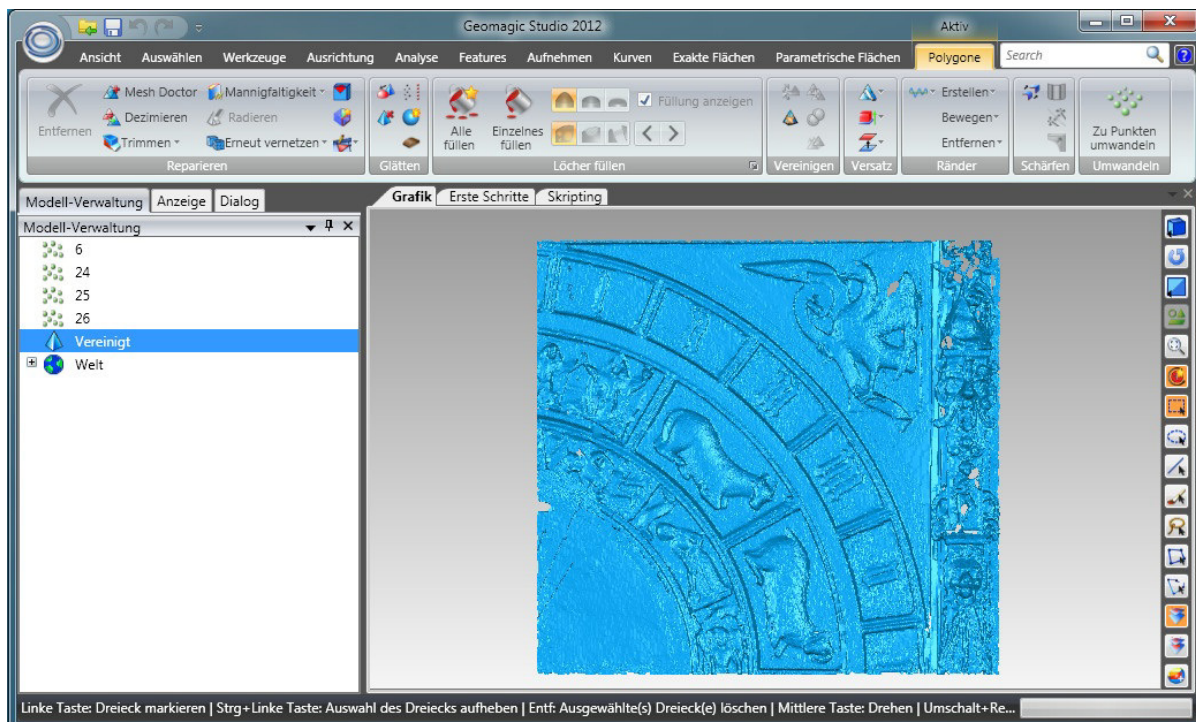 Geomagic Studio 2012
Aktiv
Ansicht Auswählen Werkzeuge Ausrichtung Analyse Features Aufnehmen Kurven Exakte Flächen Parametrische Flächen Polygone Search
Entfernen
Mesh Doctor
Dezimieren
Trimmen
Mannigfaltigkeit
Radieren
Erneut vernetzen
Reparieren
Glätten
Alle füllen
Einzelnes füllen
Füllung anzeigen
Löcher füllen
Vereinigen
Versatz
Erstellen
Bewegen
Entfernen
Ränder
Schärfen
Zu Punkten umwandeln
Umwandeln
Modell-Verwaltung Anzeige Dialog
Grafik Erste Schritte Skripting
Modell-Verwaltung
6
24
25
26
Vereinigt
Welt
Linke Taste: Dreieck markieren | Strg+Linke Taste: Auswahl des Dreiecks aufheben | Entf: Ausgewählte(s) Dreieck(e) löschen | Mittlere Taste: Drehen | Umschalt+Re...